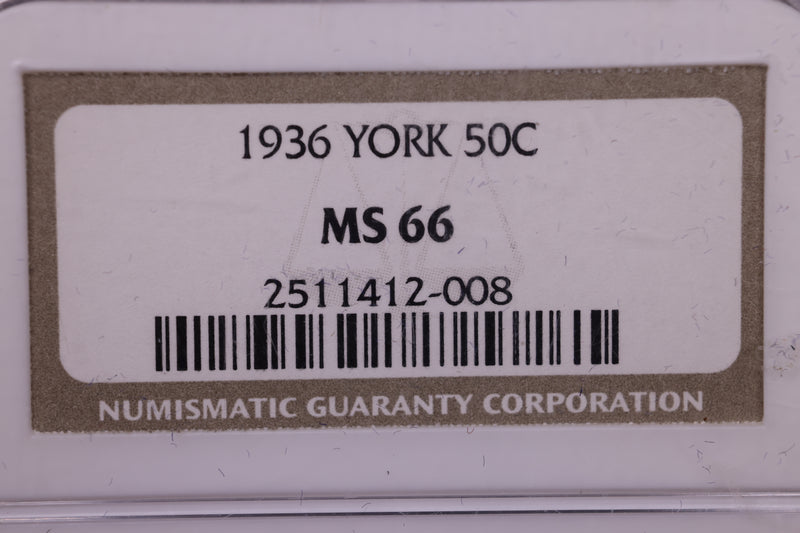 1936 YORK 50C
MS 66
2511412-008
NUMISMATIC GUARANTY CORPORATION